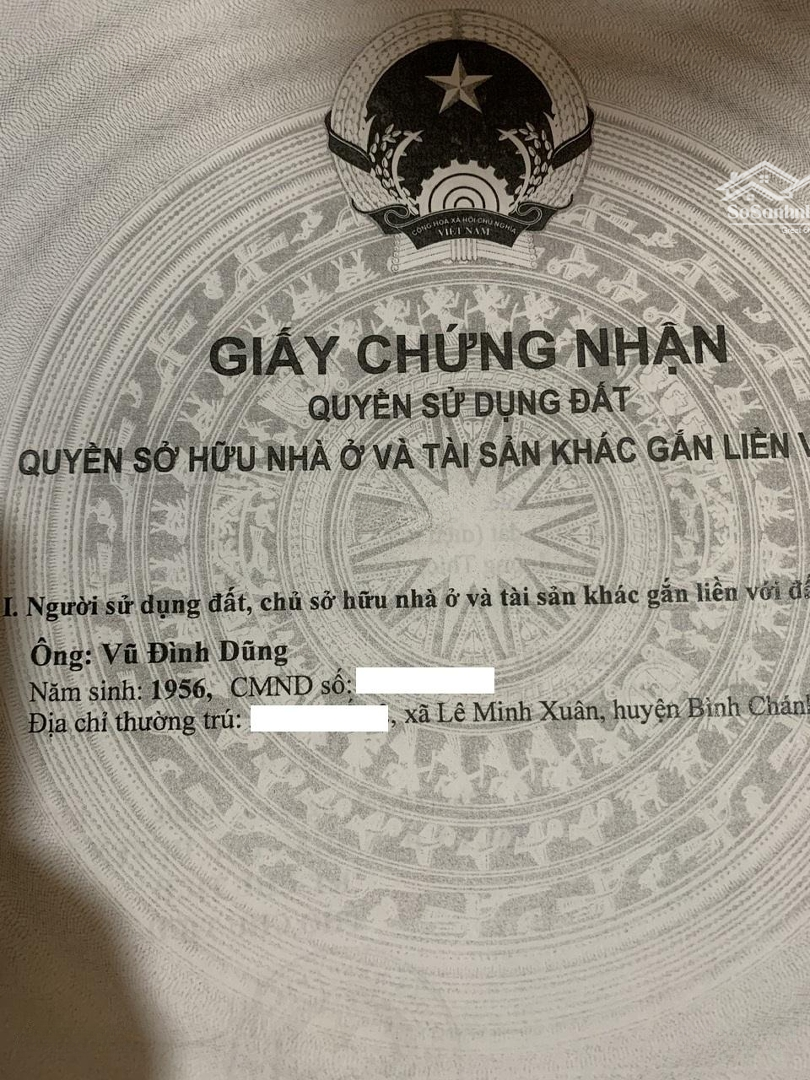 CỘNG HÒA XÃ HỘI CHỦ NGHĨA
VIỆT NAM
GIẤY CHỨNG NHẬN
QUYỀN SỬ DỤNG ĐẤT
QUYỀN SỞ HỮU NHÀ Ở VÀ TÀI SẢN KHÁC GẮN LIỀN V
I. Người sử dụng đất, chủ sở hữu nhà ở và tài sản khác gắn liền với đấ
Ông: Vũ Đình Dũng
Năm sinh: 1956, CMND số:
Địa chỉ thường trú: , xã Lê Minh Xuân, huyện Bình Chánh